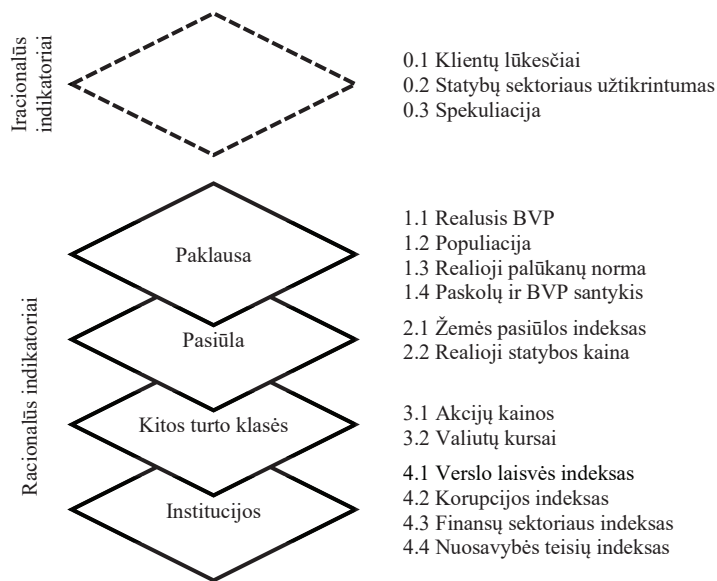 Iracionalūs
indikatoriai
0.1 Klientų lūkesčiai
0.2 Statybų sektoriaus užtikrintumas
0.3 Spekuliacija
Racionalūs indikatoriai
Paklausa
1.1 Realusis BVP
1.2 Populiacija
1.3 Realioji palūkanų norma
1.4 Paskolų ir BVP santykis
Pasiūla
2.1 Žemės pasiūlos indeksas
2.2 Realioji statybos kaina
Kitos turto klasės
3.1 Akcijų kainos
3.2 Valiutų kursai
Institucijos
4.1 Verslo laisvės indeksas
4.2 Korupcijos indeksas
4.3 Finansų sektoriaus indeksas
4.4 Nuosavybės teisių indeksas